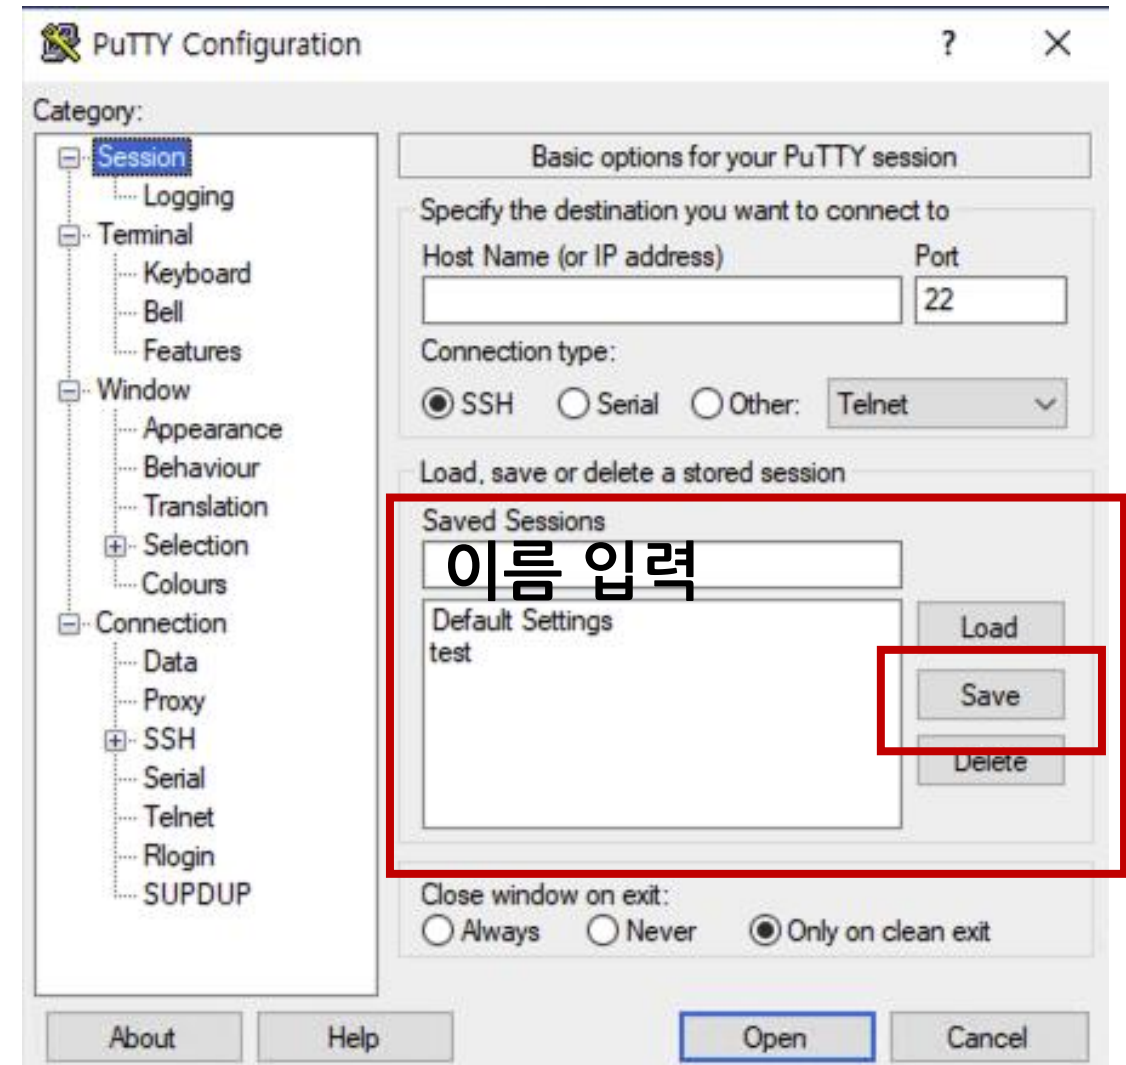 PuTTY Configuration
?
Category:
Session
Logging
Terminal
Keyboard
Bell
Features
Window
Appearance
Behaviour
Translation
Selection
Colours
Connection
Data
Proxy
SSH
Serial
Telnet
Rlogin
SUPDUP
Basic options for your PuTTY session
Specify the destination you want to connect to
Host Name (or IP address) Port
22
Connection type:
SSH Serial Other: Telnet
Load, save or delete a stored session
Saved Sessions
이름 입력
Default Settings
test
Load
Save
Delete
Close window on exit:
Always Never Only on clean exit
About Help Open Cancel